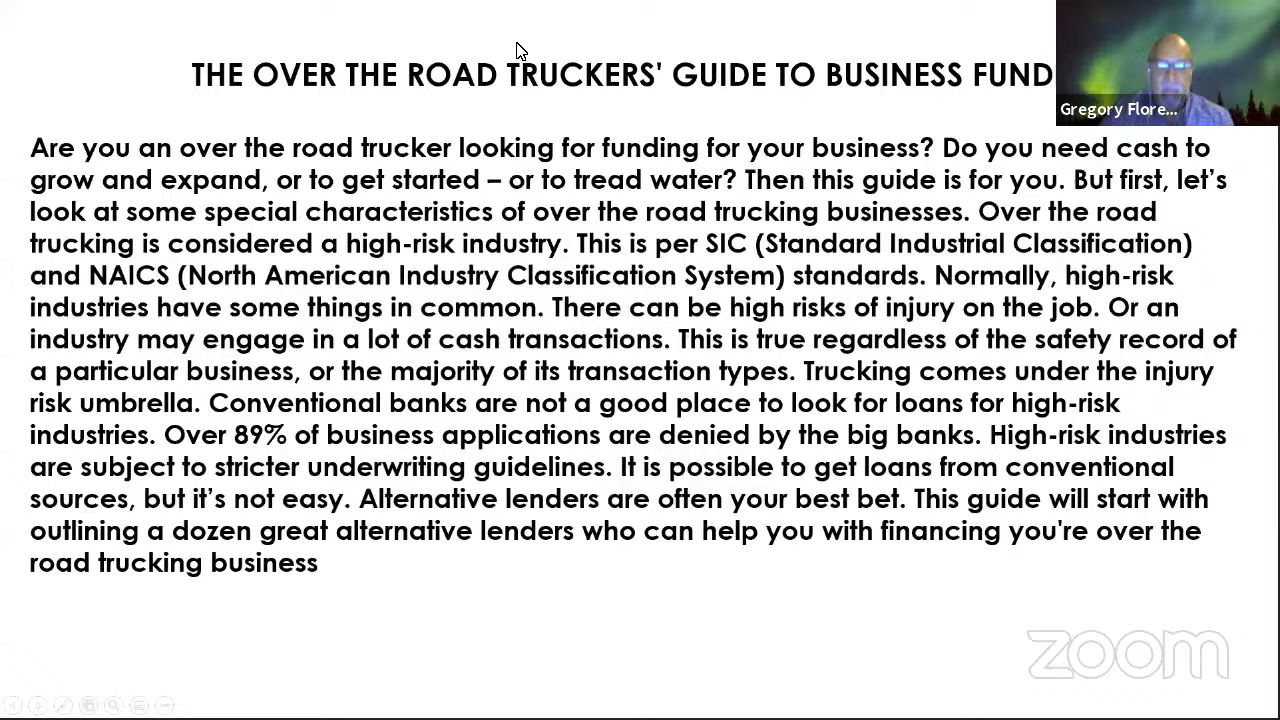 THE OVER THE ROAD TRUCKERS' GUIDE TO BUSINESS FUND
Gregory Flore...
Are you an over the road trucker looking for funding for your business? Do you need cash to
grow and expand, or to get started – or to tread water? Then this guide is for you. But first, let's
look at some special characteristics of over the road trucking businesses. Over the road
trucking is considered a high-risk industry. This is per SIC (Standard Industrial Classification)
and NAICS (North American Industry Classification System) standards. Normally, high-risk
industries have some things in common. There can be high risks of injury on the job. Or an
industry may engage in a lot of cash transactions. This is true regardless of the safety record of
a particular business, or the majority of its transaction types. Trucking comes under the injury
risk umbrella. Conventional banks are not a good place to look for loans for high-risk
industries. Over 89% of business applications are denied by the big banks. High-risk industries
are subject to stricter underwriting guidelines. It is possible to get loans from conventional
sources, but it's not easy. Alternative lenders are often your best bet. This guide will start with
outlining a dozen great alternative lenders who can help you with financing you're over the
road trucking business
zoom